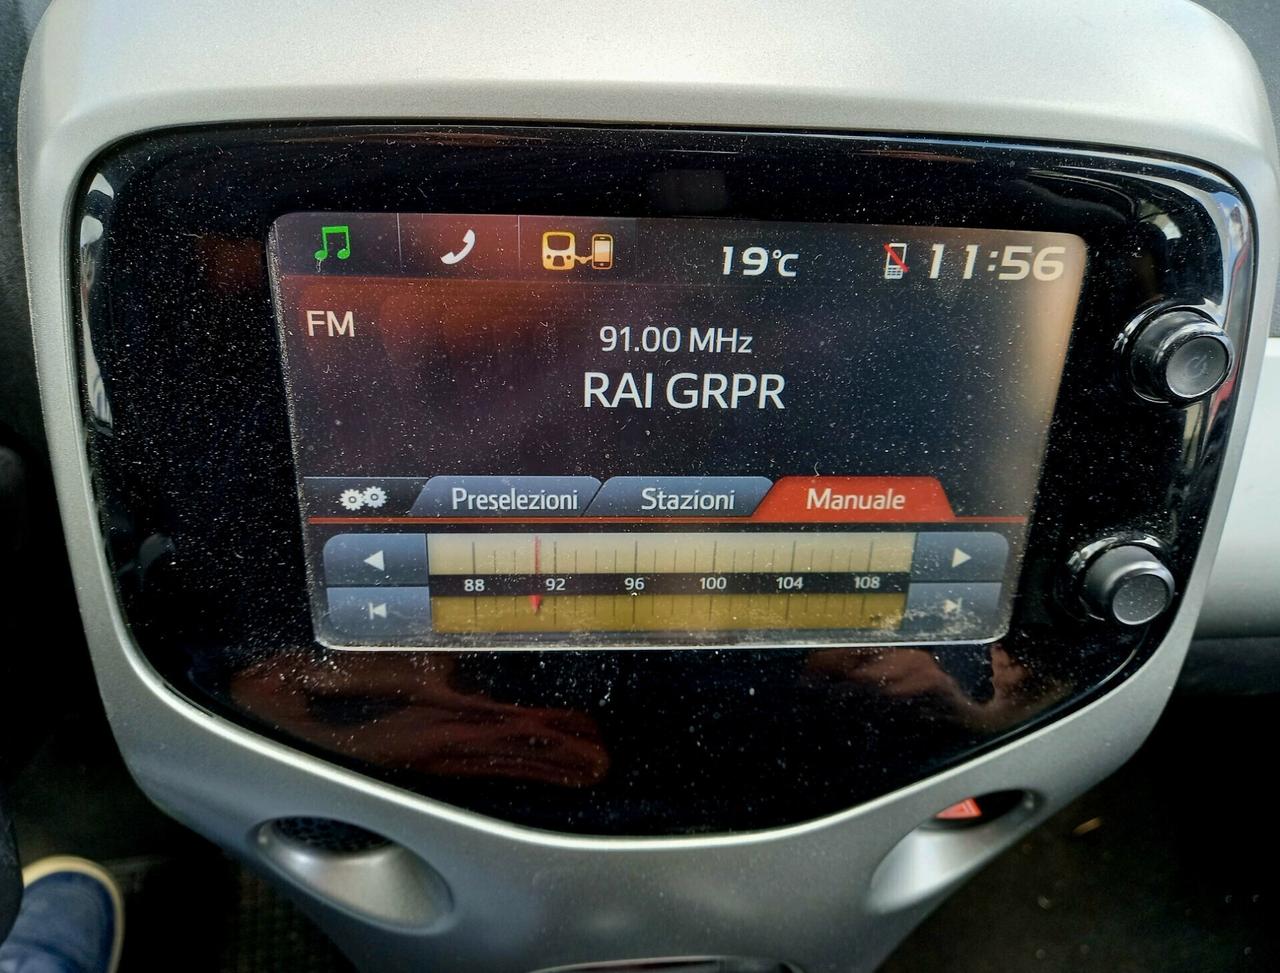 19°C 11:56
FM
91.00 MHz
RAI GRPR
Preselezioni Stazioni Manuale
88 92 96 100 104 108